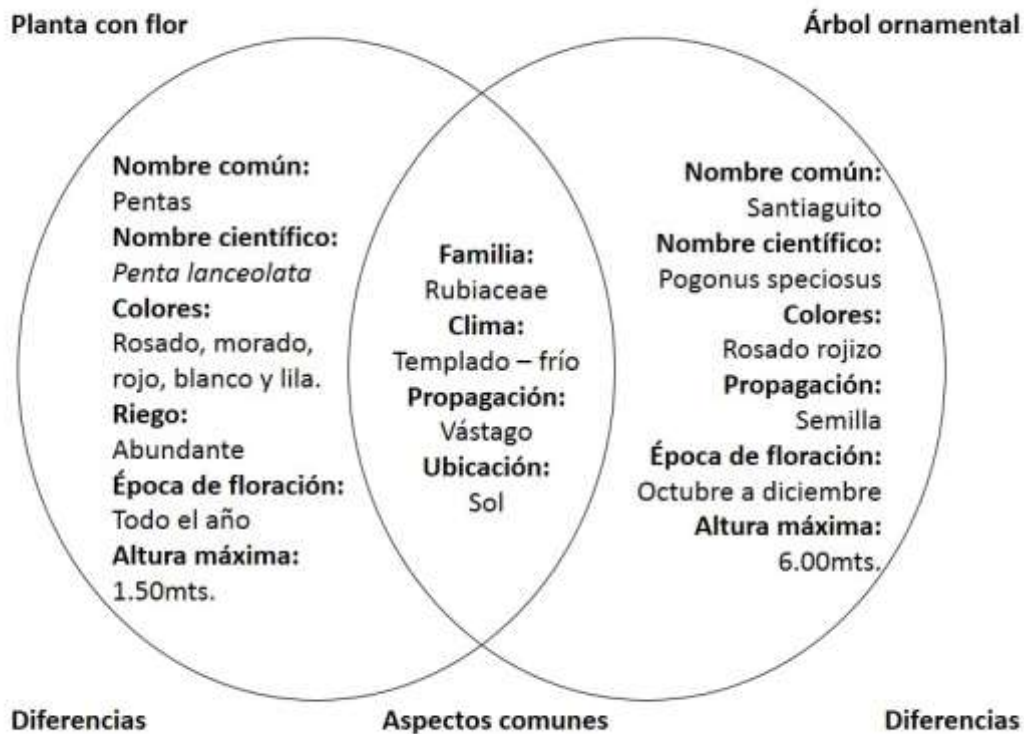 Planta con flor
Árbol ornamental
Nombre común:
Pentas
Nombre científico:
Penta lanceolata
Colores:
Rosado, morado,
rojo, blanco y lila.
Riego:
Abundante
Época de floración:
Todo el año
Altura máxima:
1.50mts.
Familia:
Rubiaceae
Clima:
Templado – frío
Propagación:
Vástago
Ubicación:
Sol
Nombre común:
Santiaguito
Nombre científico:
Pogonus speciosus
Colores:
Rosado rojizo
Propagación:
Semilla
Época de floración:
Octubre a diciembre
Altura máxima:
6.00mts.
Diferencias
Aspectos comunes
Diferencias